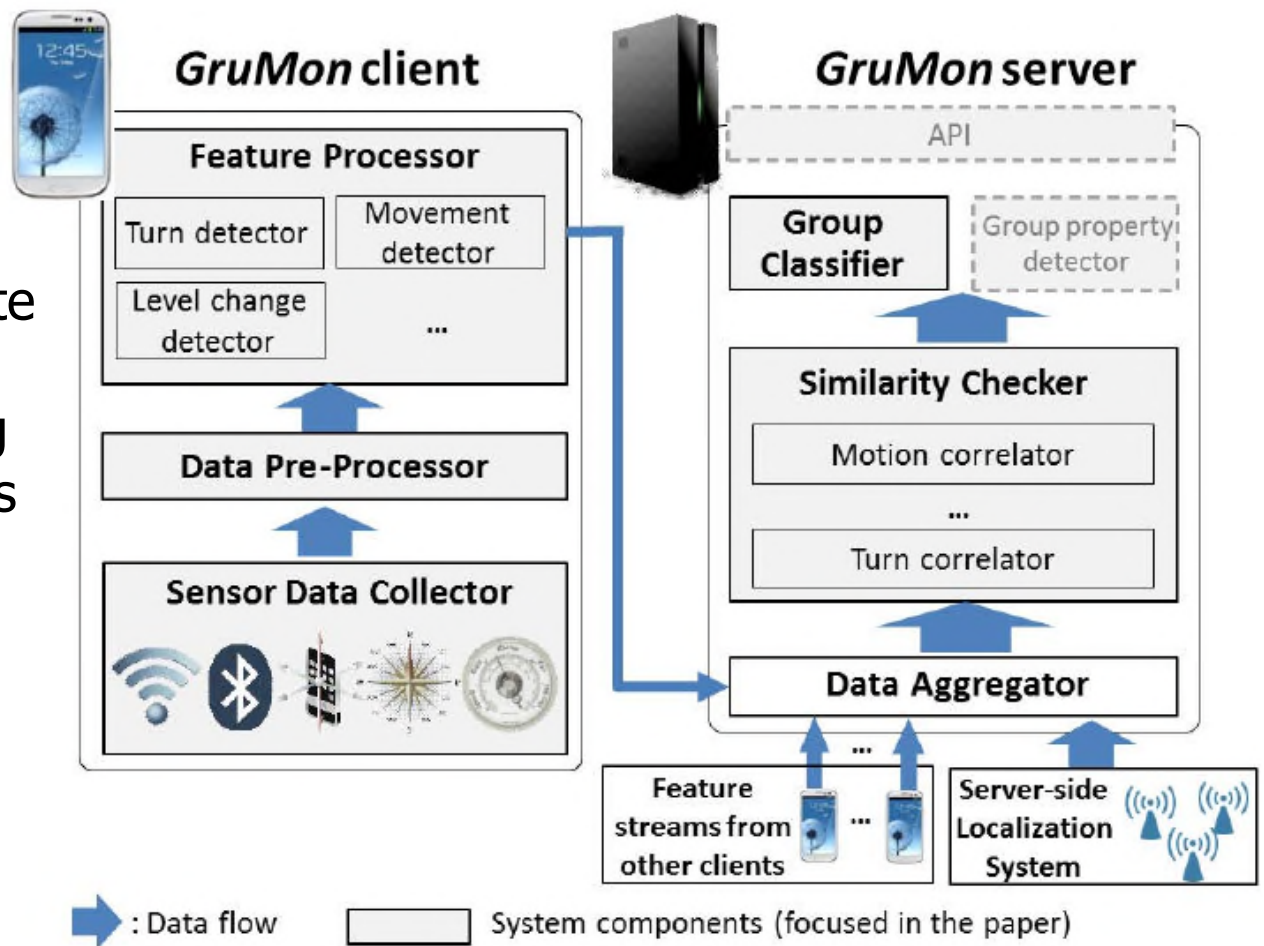 12:45
GruMon client
Feature Processor
Turn detector
Movement
detector
Level change
detector
...
Data Pre-Processor
Sensor Data Collector
te
g
s
GruMon server
API
Group
Classifier
Group property
detector
Similarity Checker
Motion correlator
...
Turn correlator
Data Aggregator
...
Feature
streams from
other clients
...
Server-side
Localization
System
: Data flow
System components (focused in the paper)